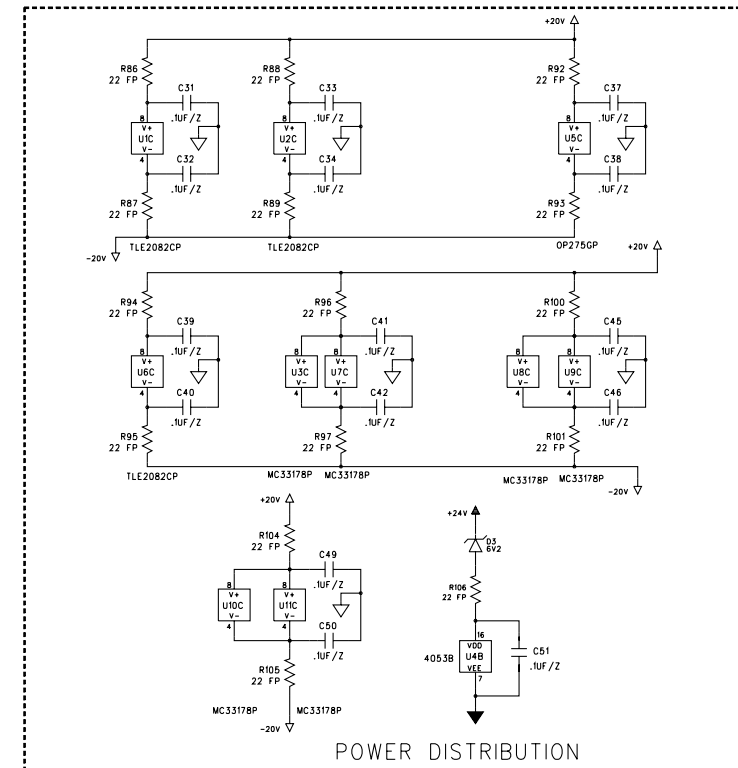 +20V
R86
22 FP
C31
.1UF/Z
8
V+
U1C
V-
4
C32
.1UF/Z
R87
22 FP
TLE2082CP
R88
22 FP
C33
.1UF/Z
8
V+
U2C
V-
4
C34
.1UF/Z
R89
22 FP
TLE2082CP
R92
22 FP
C37
.1UF/Z
8
V+
U5C
V-
4
C38
.1UF/Z
R93
22 FP
OP275GP
-20V
+20V
R94
22 FP
C39
.1UF/Z
8
V+
U6C
V-
4
C40
.1UF/Z
R95
22 FP
TLE2082CP
R96
22 FP
C41
.1UF/Z
8
V+
U3C
V-
4
8
V+
U7C
V-
4
C42
.1UF/Z
R97
22 FP
MC33178P MC33178P
R100
22 FP
C45
.1UF/Z
8
V+
U8C
V-
4
8
V+
U9C
V-
4
C46
.1UF/Z
R101
22 FP
MC33178P MC33178P
-20V
+20V
R104
22 FP
C49
.1UF/Z
8
V+
U10C
V-
4
8
V+
U11C
V-
4
C50
.1UF/Z
R105
22 FP
MC33178P MC33178P
-20V
+24V
D3
6V2
R106
22 FP
16
VDD
4053B U4B
VEE
7
C51
.1UF/Z
POWER DISTRIBUTION